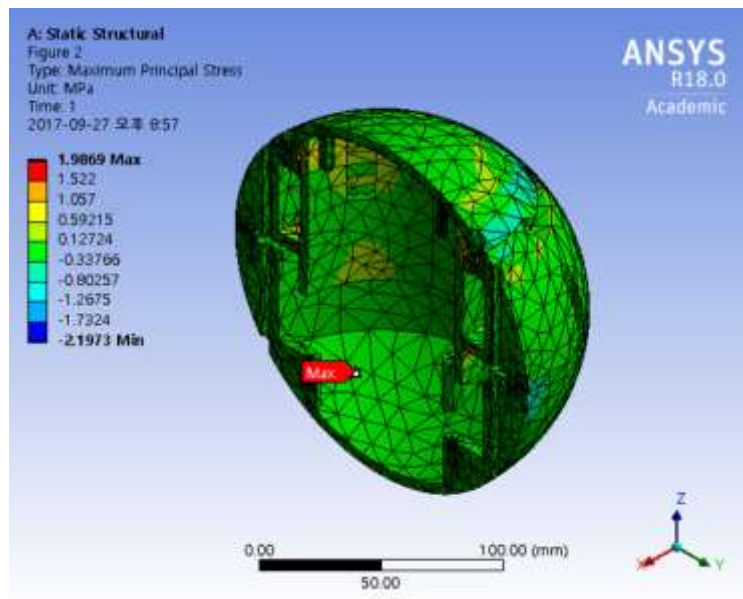 A: Static Structural
Figure 2
Type: Maximum Principal Stress
Unit: MPa
Time: 1
2017-09-27 오후 8:57
1.9869 Max
1.522
1.057
0.59215
0.12724
-0.33766
-0.80257
-1.2675
-1.7324
-2.1973 Min
ANSYS
R18.0
Academic
Max
0.00
100.00 (mm)
50.00
Z
X
Y